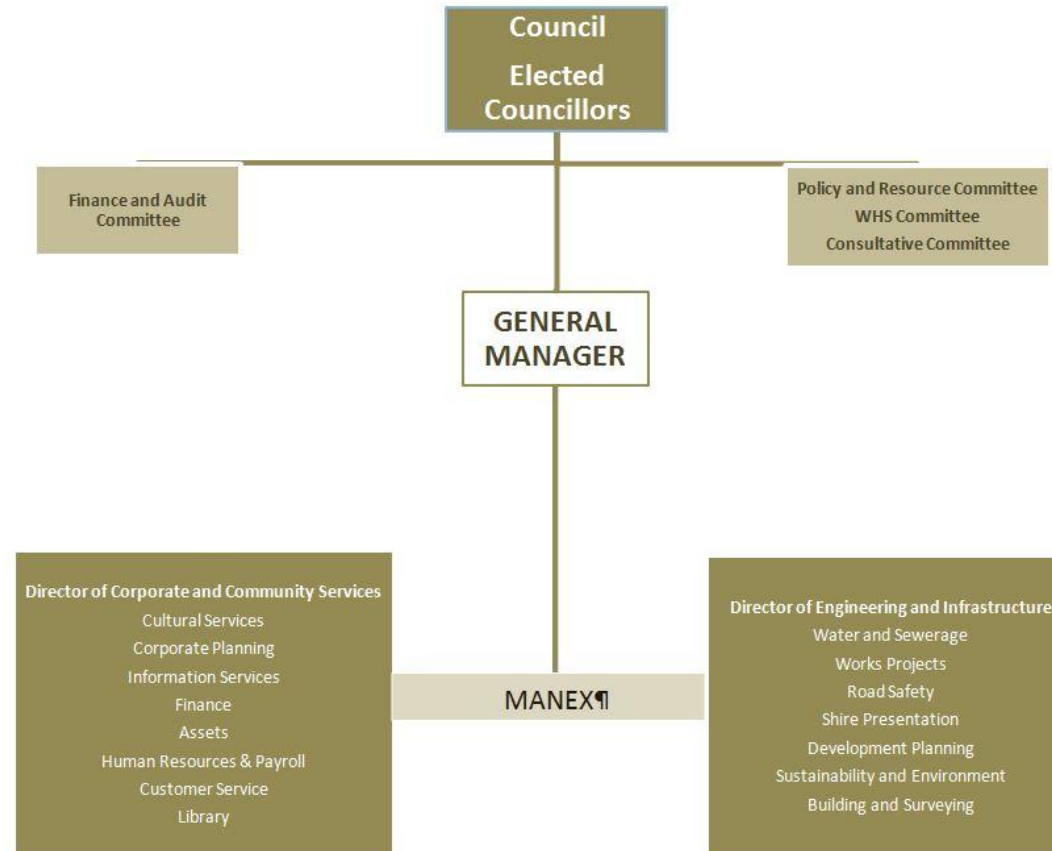 Council
Elected
Councillors
Finance and Audit
Committee
Policy and Resource Committee
WHS Committee
Consultative Committee
GENERAL
MANAGER
Director of Corporate and Community Services
Cultural Services
Corporate Planning
Information Services
Finance
Assets
Human Resources & Payroll
Customer Service
Library
MANEX¶
Director of Engineering and Infrastructure
Water and Sewerage
Works Projects
Road Safety
Shire Presentation
Development Planning
Sustainability and Environment
Building and Surveying